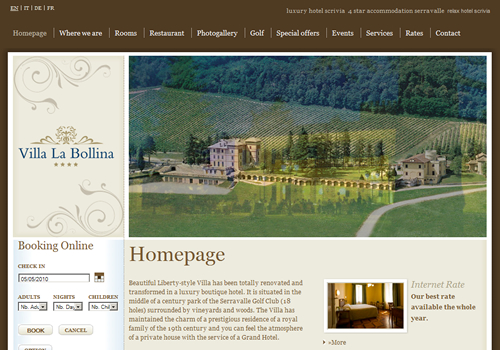 EN | IT | DE | FR
luxury hotel scrivia 4 star accommodation serravalle relax hotel scrivia
Homepage Where we are Rooms Restaurant Photogallery Golf Special offers Events Services Rates Contact
Villa La Bollina
Booking Online
CHECK IN
05/05/2010
ADULTS NIGHTS CHILDREN
Nb. Ad Nb. Da Nb. Chil
BOOK CANCEL
Homepage
Beautiful Liberty-style Villa has been totally renovated and
transformed in a luxury boutique hotel. It is situated in the
middle of a century park of the Serravalle Golf Club (18
holes) surrounded by vineyards and woods. The Villa has
maintained the charm of a prestigious residence of a royal
family of the 19th century and you can feel the atmosphere
of a private house with the service of a Grand Hotel.
Internet Rate
Our best rate
available the whole
year.
»More